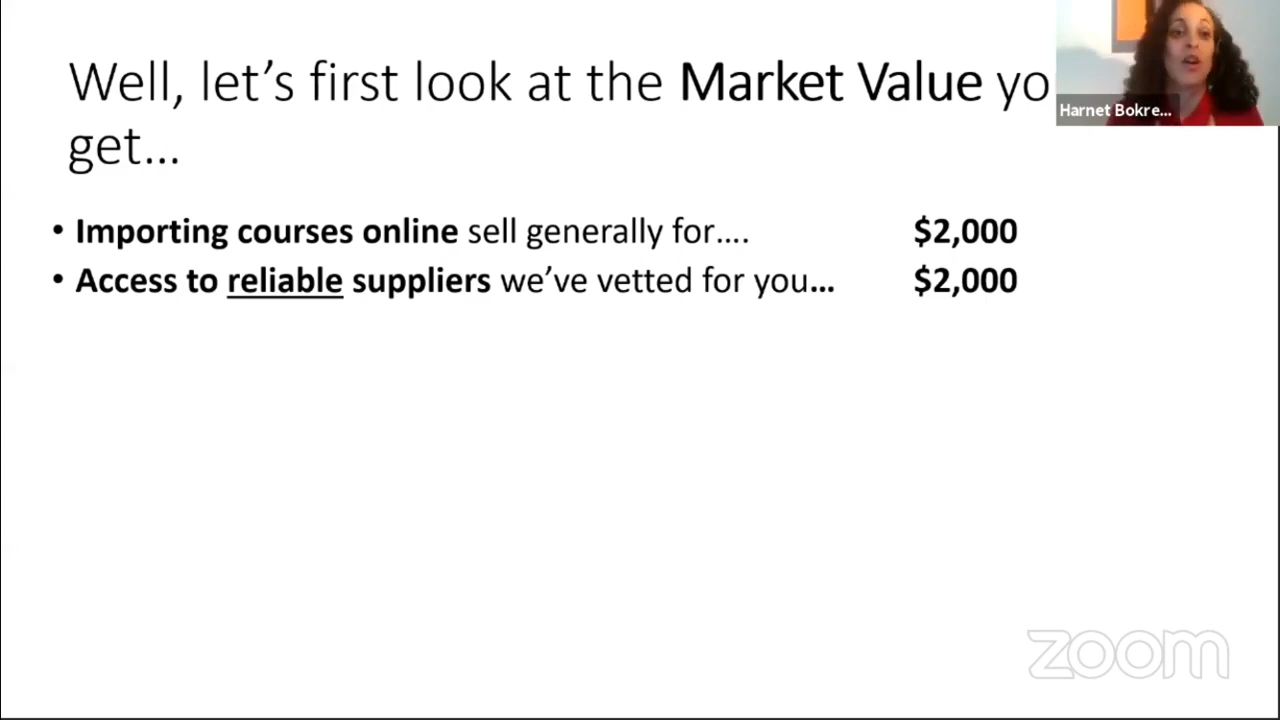 Well, let's first look at the Market Value yo
get...
• Importing courses online sell generally for.... $2,000
• Access to reliable suppliers we've vetted for you... $2,000
Harnet Bokre...
zoom